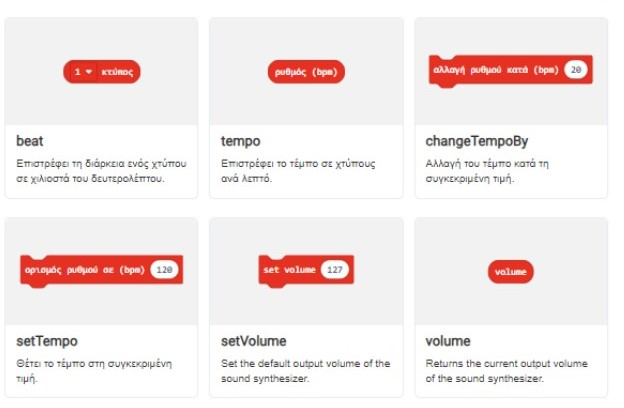 1 κτύπος
ρυθμός (bpm)
αλλαγή ρυθμού κατά (bpm) 20
beat
Επιστρέφει τη διάρκεια ενός χτύπου
σε χιλιοστά του δευτερολέπτου.
tempo
Επιστρέφει το τέμπο σε χτύπους
ανά λεπτό.
changeTempoBy
Αλλαγή του τέμπο κατά τη
συγκεκριμένη τιμή.
ορισμός ρυθμού σε (bpm) 120
set volume 127
volume
setTempo
Θέτει το τέμπο στη συγκεκριμένη
τιμή.
setVolume
Set the default output volume of the
sound synthesizer.
volume
Returns the current output volume
of the sound synthesizer.